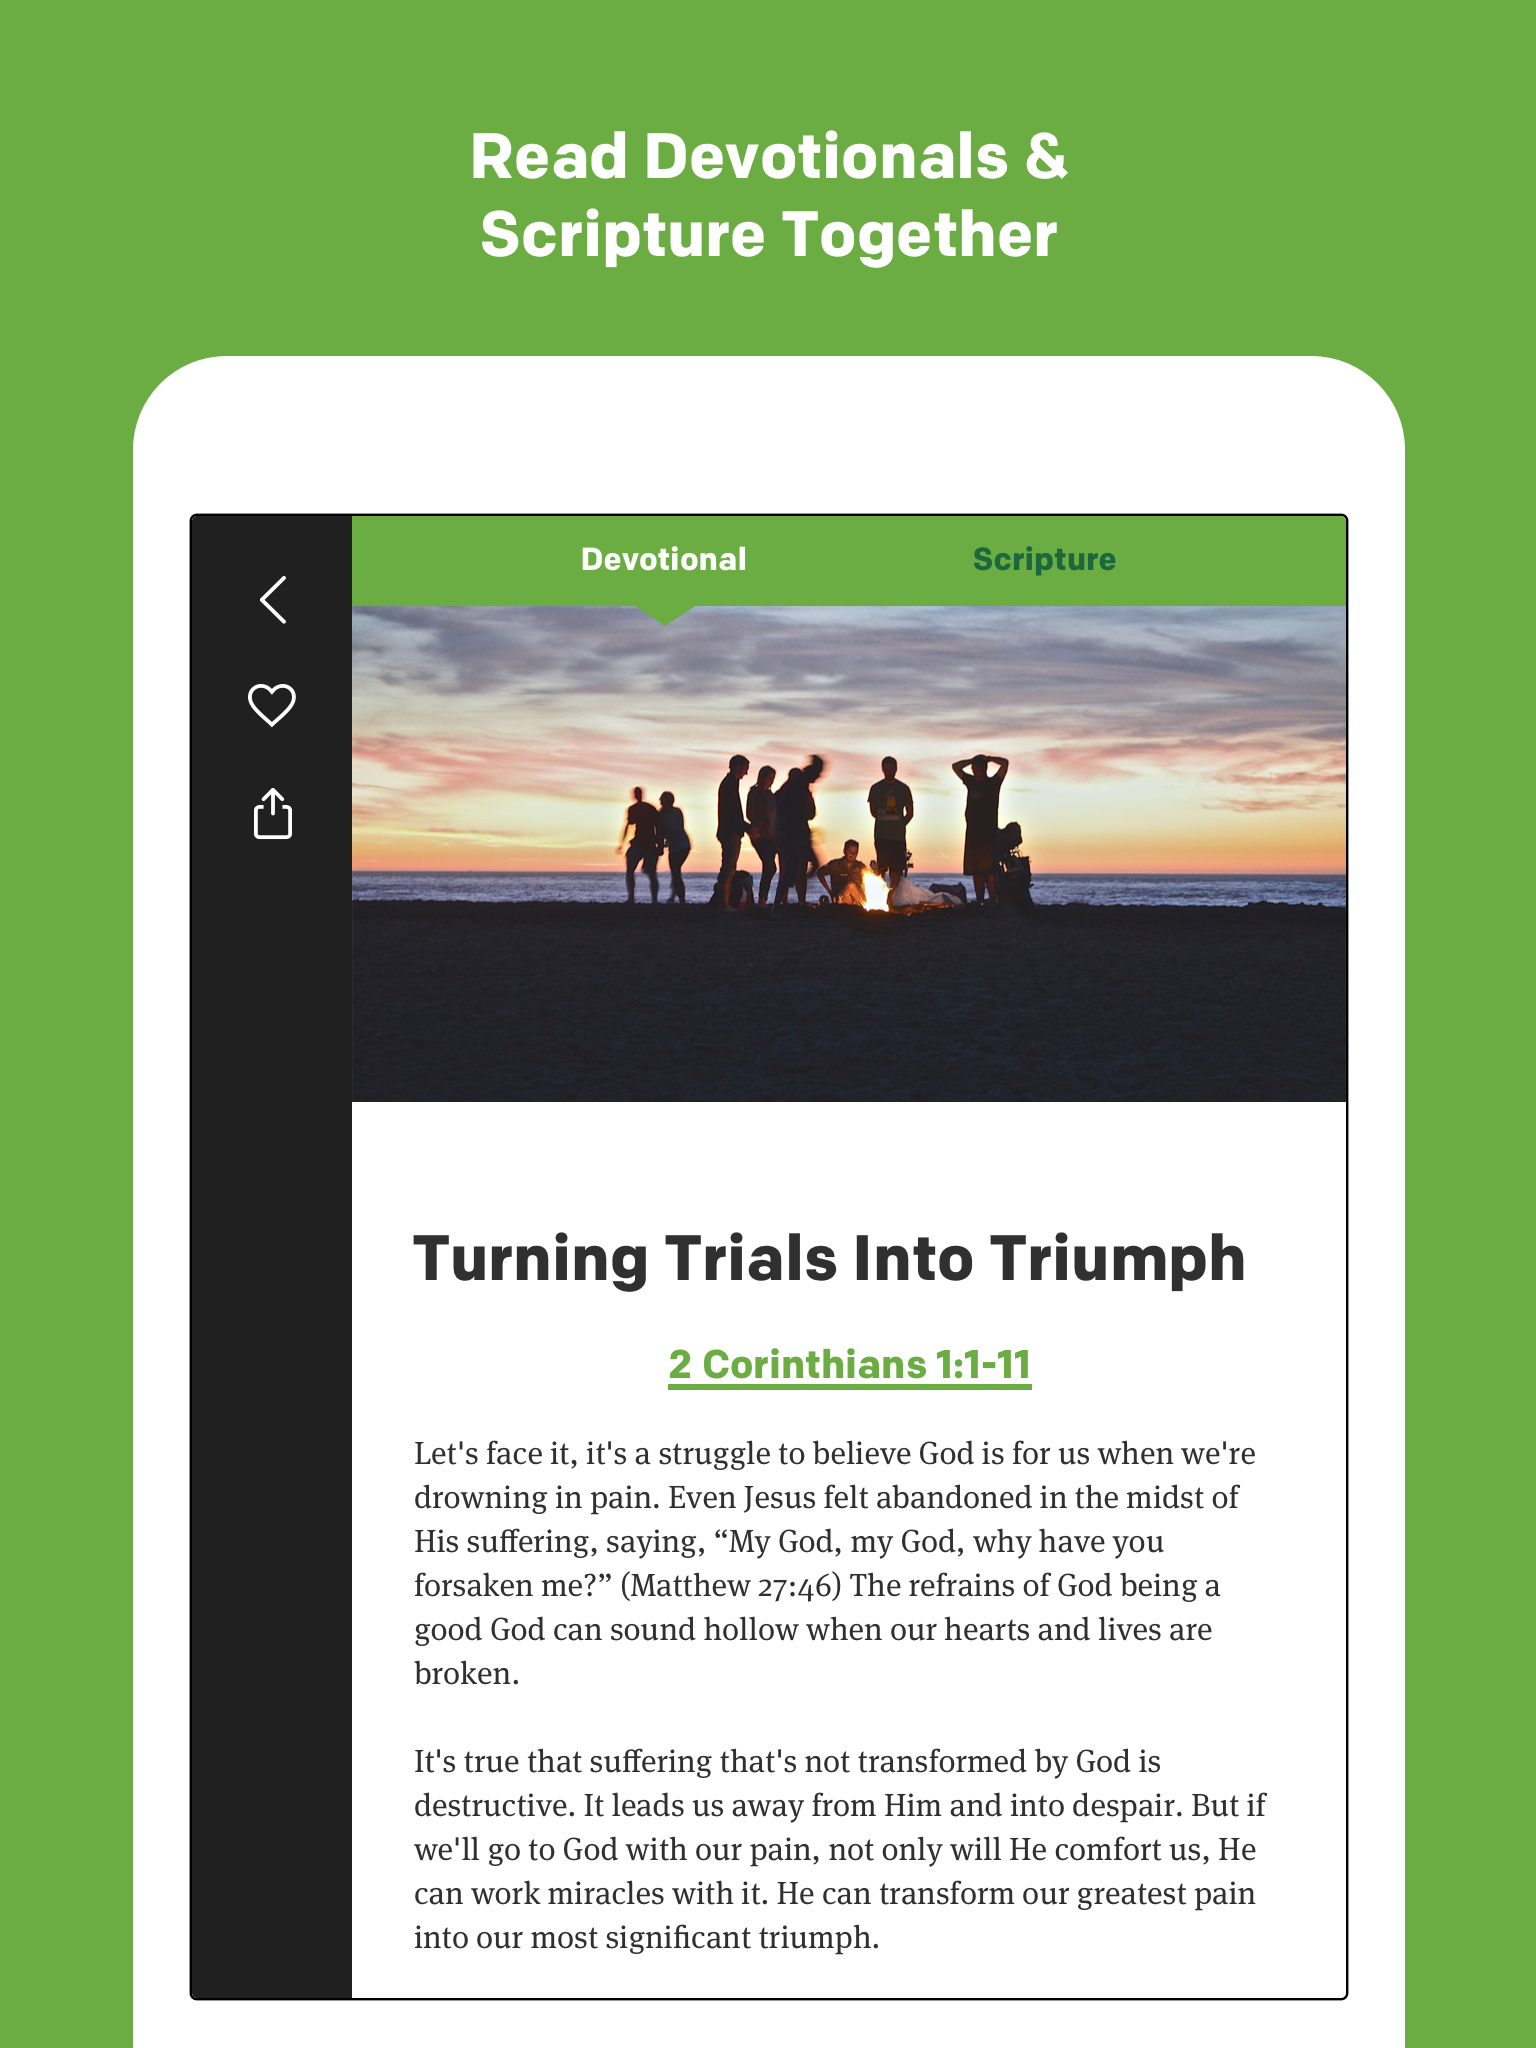 Read Devotionals &
Scripture Together
Devotional
Scripture
Turning Trials Into Triumph
2 Corinthians 1:1-11
Let's face it, it's a struggle to believe God is for us when we're
drowning in pain. Even Jesus felt abandoned in the midst of
His suffering, saying, “My God, my God, why have you
forsaken me?” (Matthew 27:46) The refrains of God being a
good God can sound hollow when our hearts and lives are
broken.
It's true that suffering that's not transformed by God is
destructive. It leads us away from Him and into despair. But if
we'll go to God with our pain, not only will He comfort us, He
can work miracles with it. He can transform our greatest pain
into our most significant triumph.